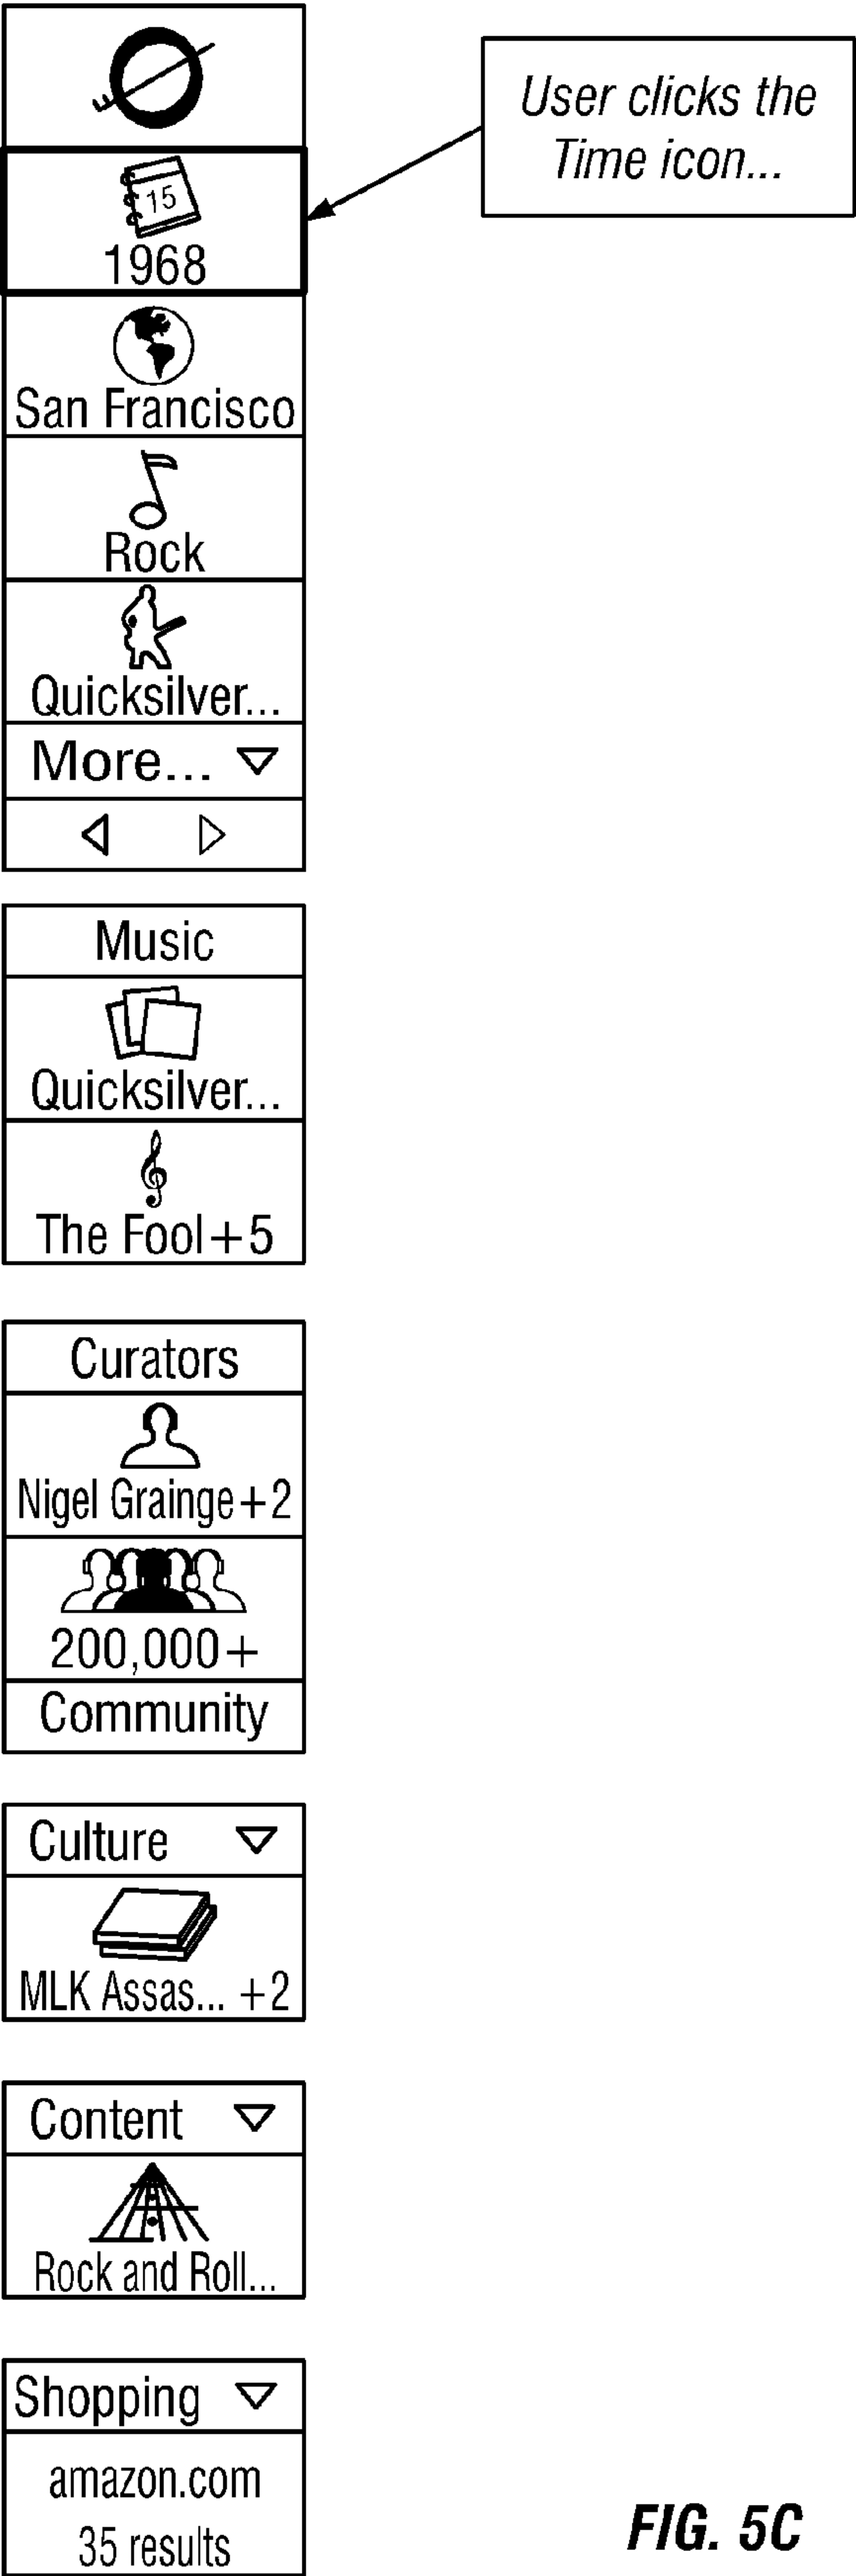 User clicks the
Time icon...
15
1968
San Francisco
Rock
Quicksilver...
More...
Music
Quicksilver...
The Fool+5
Curators
Nigel Grainge+2
200,000+
Community
Culture
MLK Assas... +2
Content
Rock and Roll...
Shopping
amazon.com
35 results
FIG. 5C